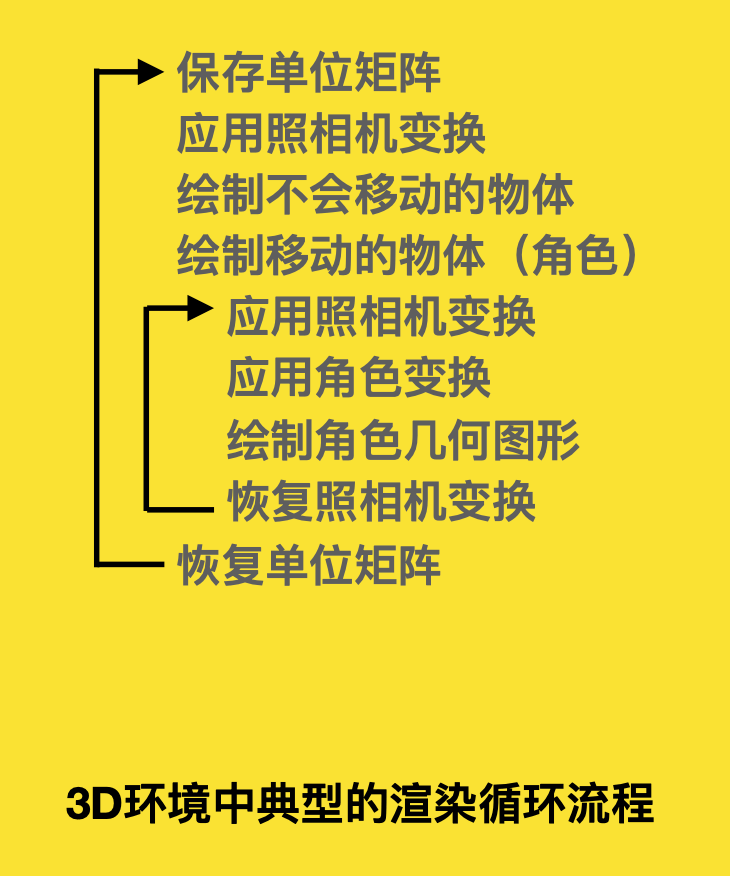 保存单位矩阵
应用照相机变换
绘制不会移动的物体
绘制移动的物体（角色）
应用照相机变换
应用角色变换
绘制角色几何图形
恢复照相机变换
恢复单位矩阵
3D环境中典型的渲染循环流程